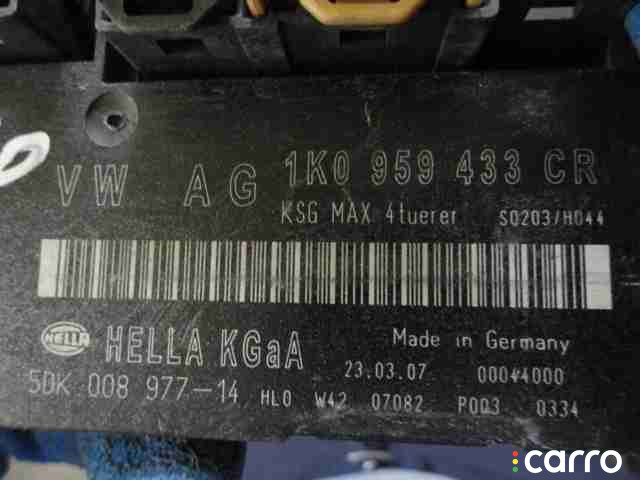 VW AG 1K0 959 433 CR
KSG MAX 4tuerer S0203/H044
HELLA
HELLA KGaA Made in Germany
23.03.07 00044000
5DK 008 977-14 HL0 W42 07082 P003 0334
carro